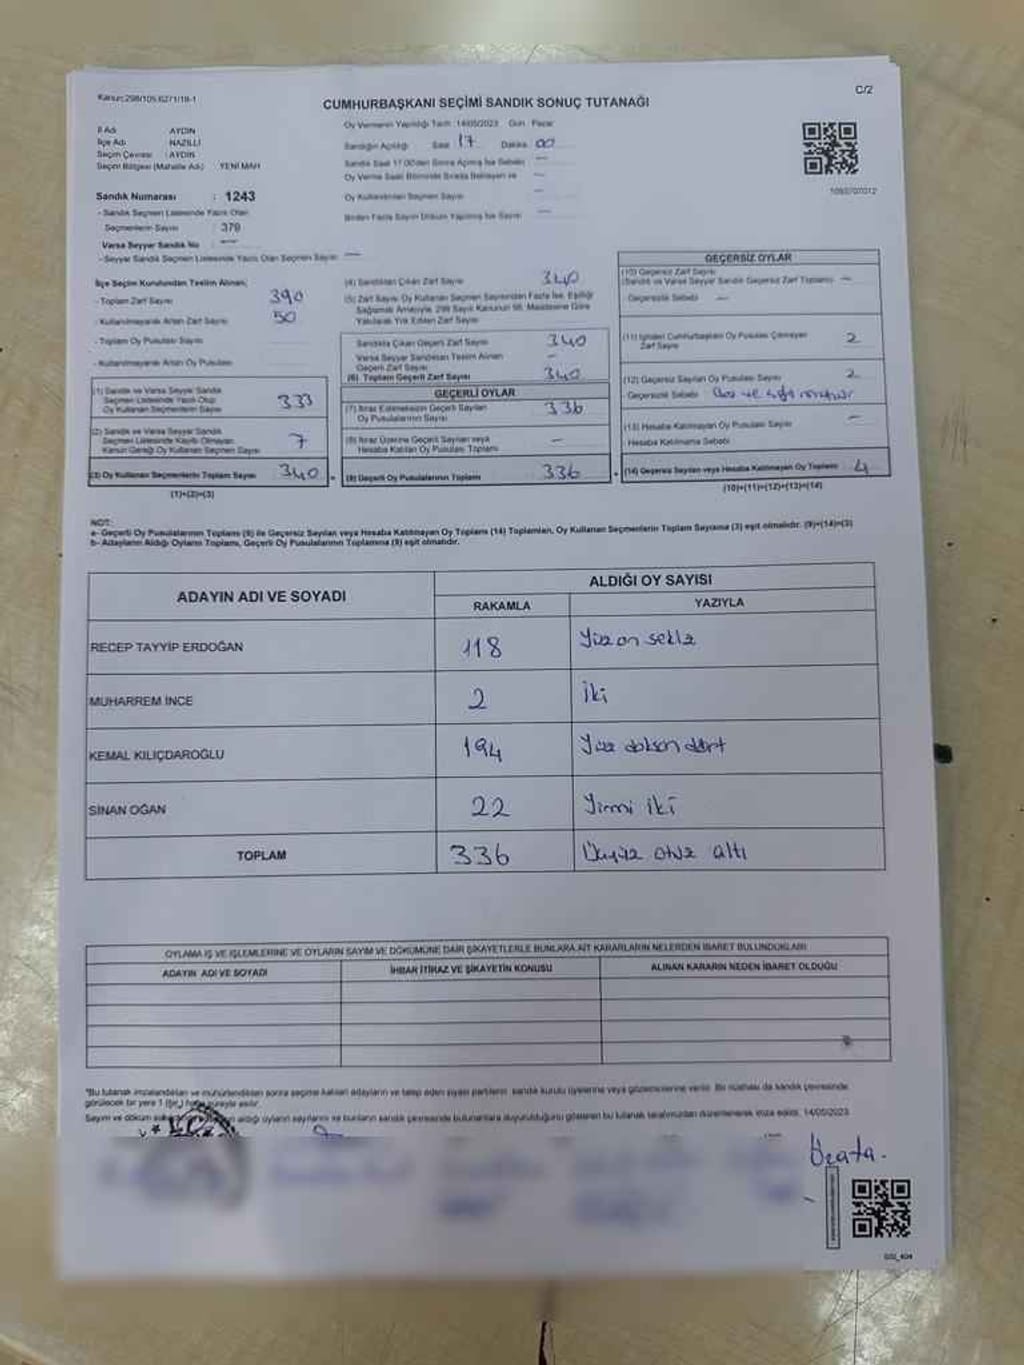 Kanun:298/105;6271/19-1
C/2
CUMHURBAŞKANI SEÇİMİ SANDIK SONUÇ TUTANAĞI
İl Adı AYDIN
İlçe Adı NAZİLLİ
Seçim Çevresi : AYDIN
Seçim Bölgesi (Mahalle Adı) YENİ MAH
Oy Vermenin Yapıldığı Tarih : 14/05/2023 Gün : Pazar
Sandığın Açıldığı Saat 17 Dakika 00
Sandık Saat 17.00'den Sonra Açılmış İse Sebebi —
Oy Verme Saati Bitiminde Sırada Bekleyen ve
Oy Kullandırılan Seçmen Sayısı —
Birden Fazla Sayım Döküm Yapılmış İse Sayısı —
Sandık Numarası : 1243
- Sandık Seçmen Listesinde Yazılı Olan
Seçmenlerin Sayısı : 379
Varsa Seyyar Sandık No : —
- Seyyar Sandık Seçmen Listesinde Yazılı Olan Seçmen Sayısı —
İlçe Seçim Kurulundan Teslim Alınan;
- Toplam Zarf Sayısı 390
- Kullanılmayarak Artan Zarf Sayısı 50
- Toplam Oy Pusulası Sayısı
- Kullanılmayarak Artan Oy Pusulası
(1) Sandık ve Varsa Seyyar Sandık
Seçmen Listesinde Yazılı Olup
Oy Kullanan Seçmenlerin Sayısı 333
(2) Sandık ve Varsa Seyyar Sandık
Seçmen Listesinde Kayıtlı Olmayan
Kanun Gereği Oy Kullanan Seçmen Sayısı 7
(3) Oy Kullanan Seçmenlerin Toplam Sayısı 340
(1)+(2)=(3)
(4) Sandıktan Çıkan Zarf Sayısı 340
(5) Zarf Sayısı Oy Kullanan Seçmen Sayısından Fazla İse, Eşitliği
Sağlamak Amacıyla, 298 Sayılı Kanunun 98. Maddesine Göre
Yakılarak Yok Edilen Zarf Sayısı
Sandıkta Çıkan Geçerli Zarf Sayısı 340
Varsa Seyyar Sandıktan Teslim Alınan
Geçerli Zarf Sayısı —
(6) Toplam Geçerli Zarf Sayısı 340
GEÇERLİ OYLAR
(7) İtiraz Edilmeksizin Geçerli Sayılan
Oy Pusulalarının Sayısı 336
(8) İtiraz Üzerine Geçerli Sayılan veya
Hesaba Katılan Oy Pusulası Toplamı —
(9) Geçerli Oy Pusulalarının Toplamı 336
GEÇERSİZ OYLAR
(10) Geçersiz Zarf Sayısı
(Sandık ve Varsa Seyyar Sandık Geçersiz Zarf Toplamı) —
Geçersizlik Sebebi —
(11) İçinden Cumhurbaşkanı Oy Pusulası Çıkmayan
Zarf Sayısı 2
(12) Geçersiz Sayılan Oy Pusulası Sayısı 2
Geçersizlik Sebebi
(13) Hesaba Katılmayan Oy Pusulası Sayısı —
Hesaba Katılmama Sebebi
(14) Geçersiz Sayılan veya Hesaba Katılmayan Oy Toplamı 4
(10)+(11)+(12)+(13)=(14)
NOT:
a- Geçerli Oy Pusulalarının Toplamı (9) ile Geçersiz Sayılan veya Hesaba Katılmayan Oy Toplamı (14) Toplamları, Oy Kullanan Seçmenlerin Toplam Sayısına (3) eşit olmalıdır. (9)+(14)=(3)
b- Adayların Aldığı Oyların Toplamı, Geçerli Oy Pusulalarının Toplamına (9) eşit olmalıdır.
ADAYIN ADI VE SOYADI
ALDIĞI OY SAYISI
RAKAMLA YAZIYLA
RECEP TAYYİP ERDOĞAN 118 Yüz on sekiz
MUHARREM İNCE 2 İki
KEMAL KILIÇDAROĞLU 194 Yüz doksan dört
SİNAN OĞAN 22 Yirmi iki
TOPLAM 336 Üçyüz otuz altı
OYLAMA İŞ VE İŞLEMLERİNE VE OYLARIN SAYIM VE DÖKÜMÜNE DAİR ŞİKAYETLERLE BUNLARA AİT KARARLARIN NELERDEN İBARET BULUNDUKLARI
ADAYIN ADI VE SOYADI İHBAR İTİRAZ VE ŞİKAYETİN KONUSU ALINAN KARARIN NEDEN İBARET OLDUĞU
*Bu tutanak imzalandıktan ve mühürlendikten sonra seçime katılan adayların ve talep eden siyasi partilerin sandık kurulu üyelerine veya gözlemcilerine verilir. Bir nüshası da sandık çevresinde
görülecek bir yere 1 (bir) hafta süreyle asılır.
Sayım ve döküm aldığı oyların sayılarını ve bunların sandık çevresinde bulunanlara duyurulduğunu gösteren bu tutanak tarafımızdan düzenlenerek imza edildi. 14/05/2023